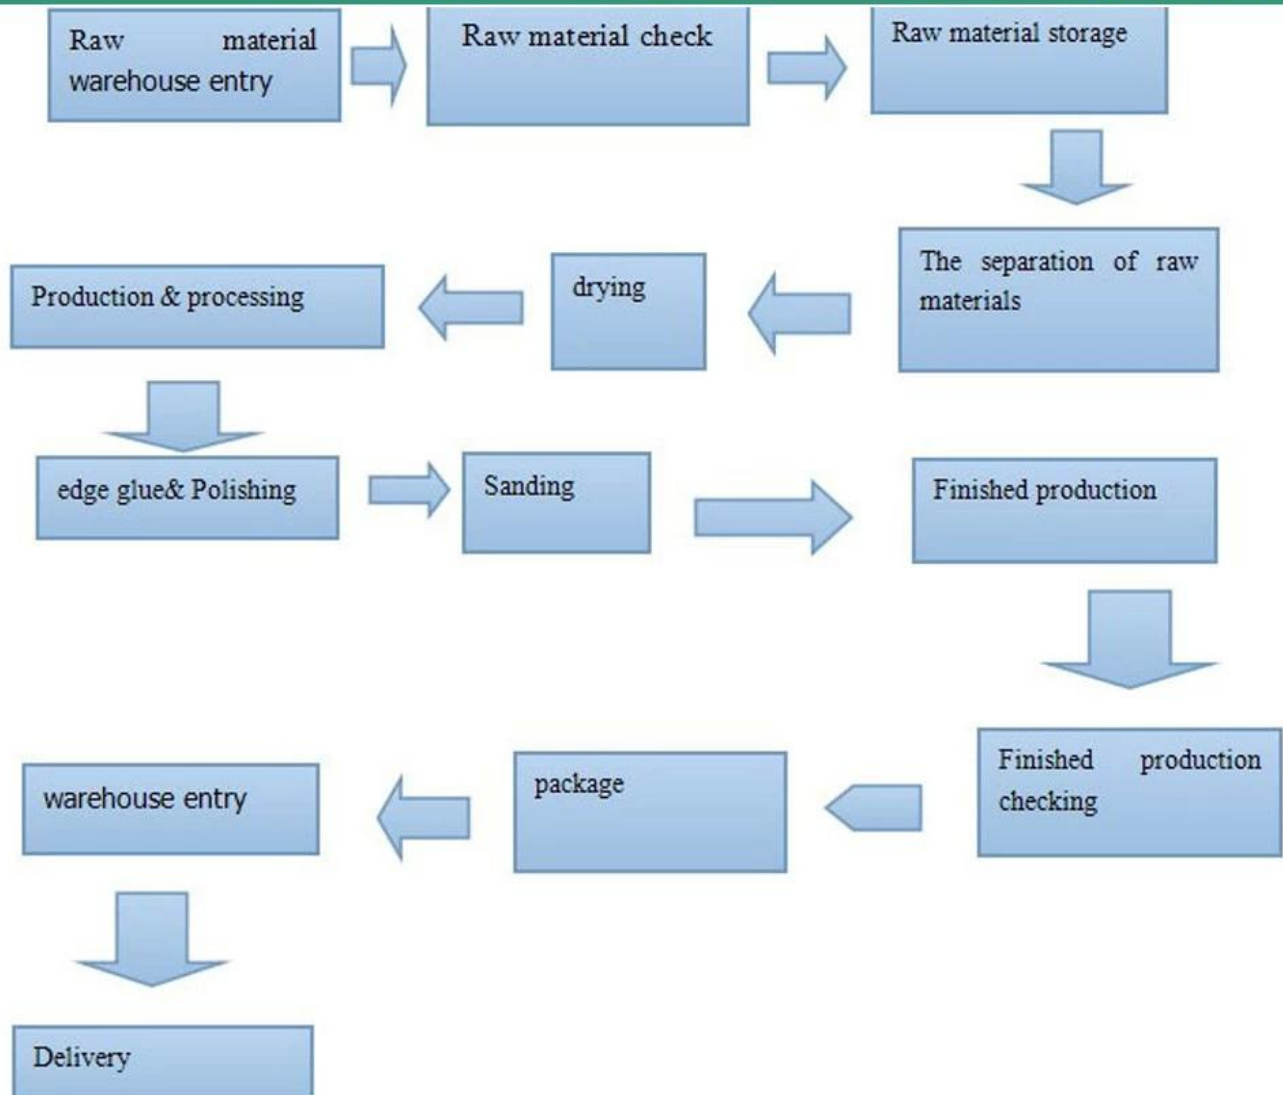 Raw material
warehouse entry
Raw material check
Raw material storage
The separation of raw
materials
drying
Production & processing
edge glue& Polishing
Sanding
Finished production
Finished production
checking
package
warehouse entry
Delivery